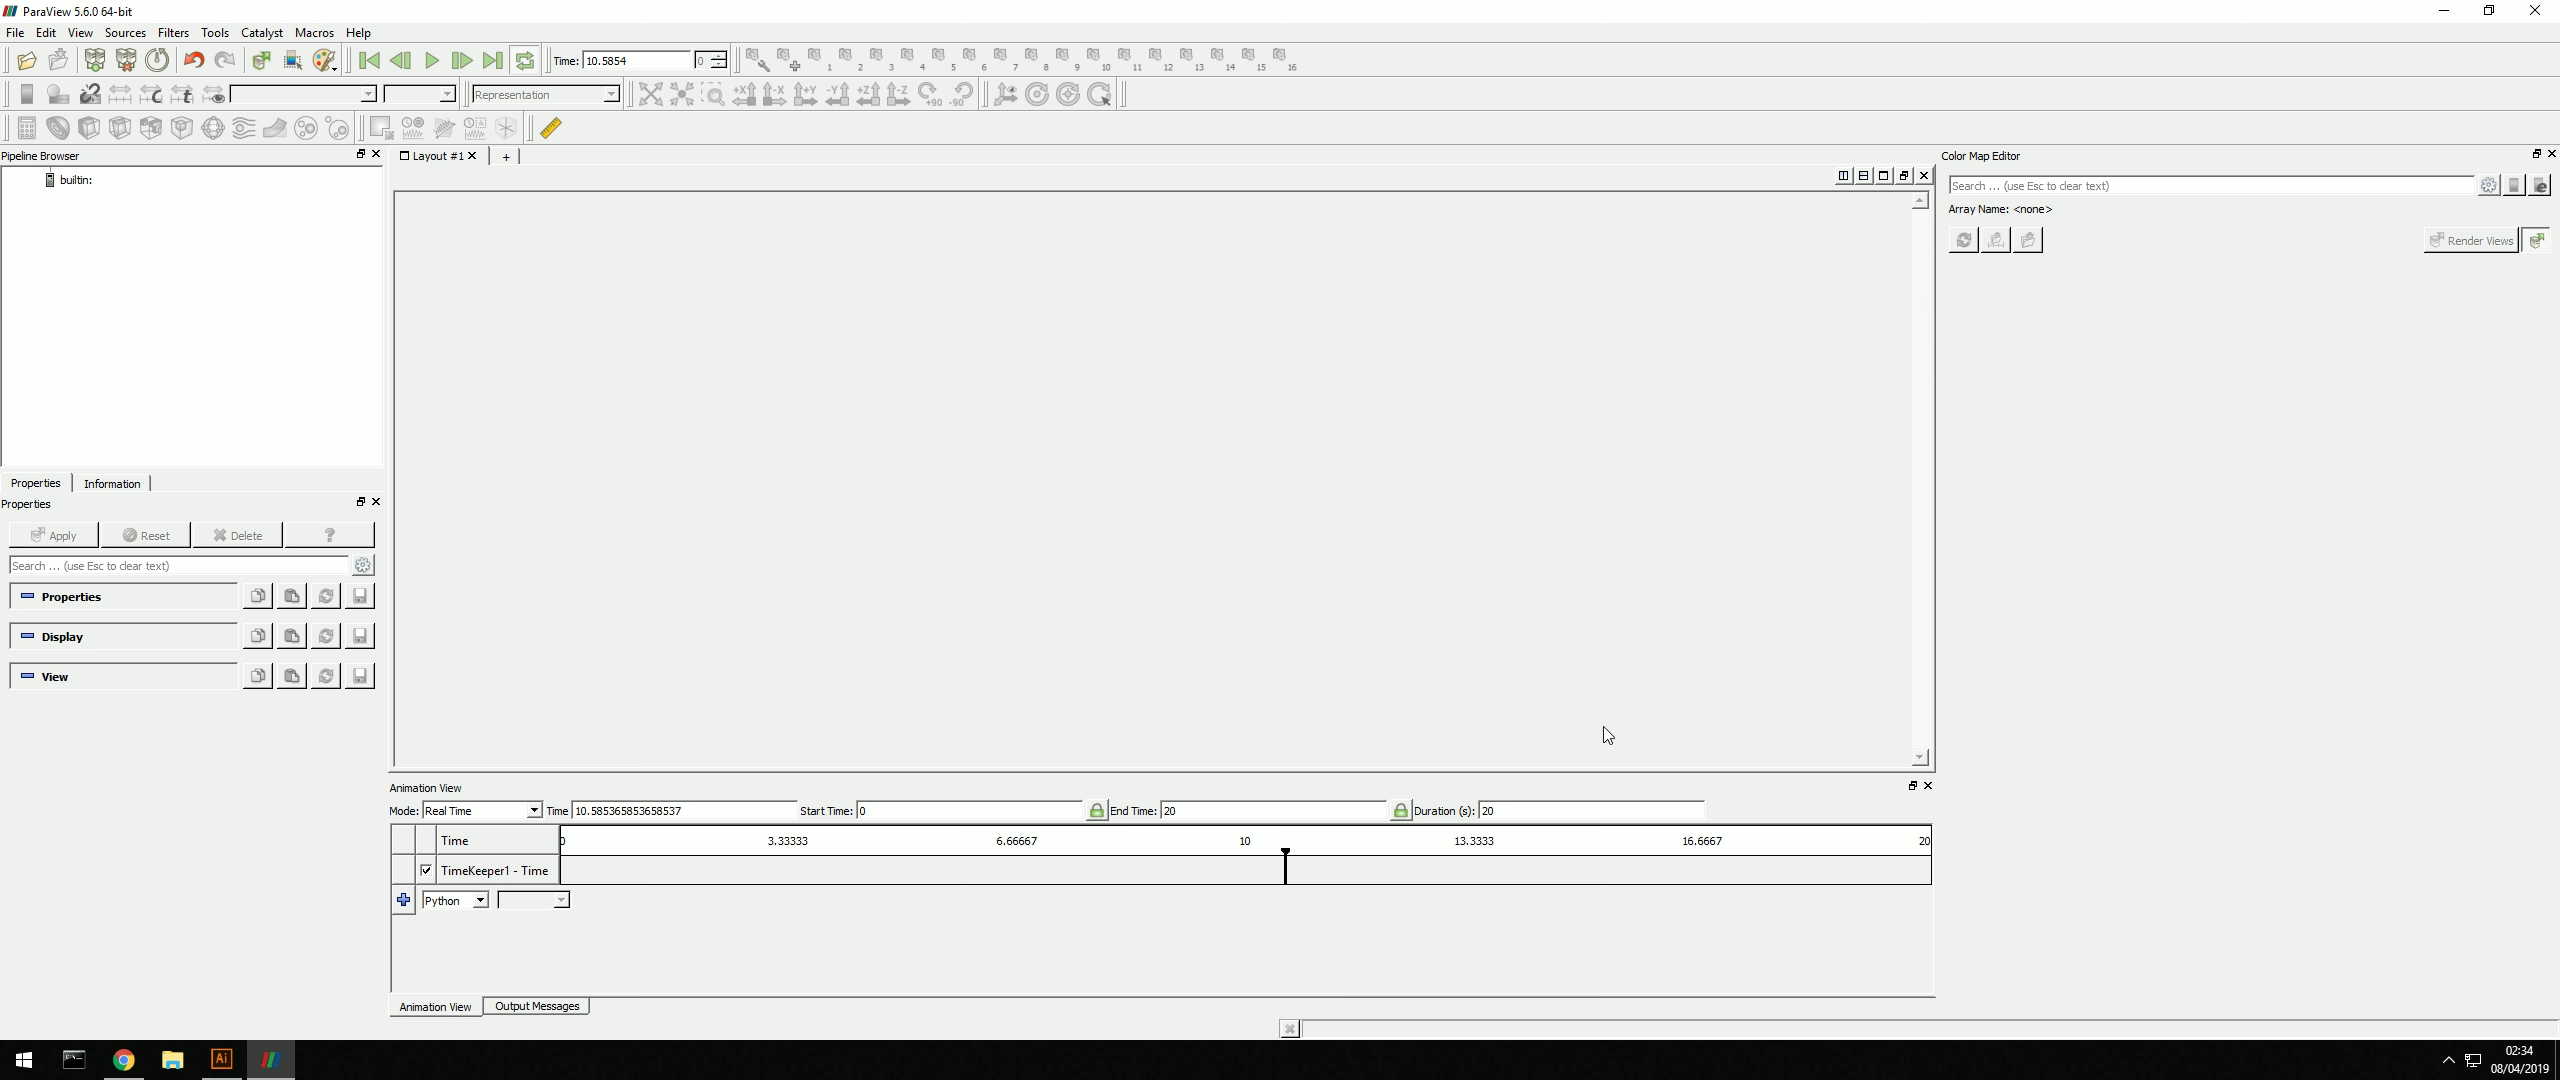 ParaView 5.6.0 64-bit
File Edit View Sources Filters Tools Catalyst Macros Help
Time: 10.5854 0
1 2 3 4 5 6 7 8 9 10 11 12 13 14 15 16
Representation
+X -X +Y -Y +Z -Z +90 -90
Pipeline Browser
Layout #1
+
Color Map Editor
builtin:
Search ... (use Esc to clear text)
Array Name: <none>
Render Views
Properties Information
Properties
Apply Reset Delete ?
Search ... (use Esc to clear text)
Properties
Display
View
Animation View
Mode: Real Time Time 10.585365853658537 Start Time: 0 End Time: 20 Duration (s): 20
Time 0 3.33333 6.66667 10 13.3333 16.6667 20
TimeKeeper1 - Time
Python
Animation View Output Messages
Ai
02:34
08/04/2019